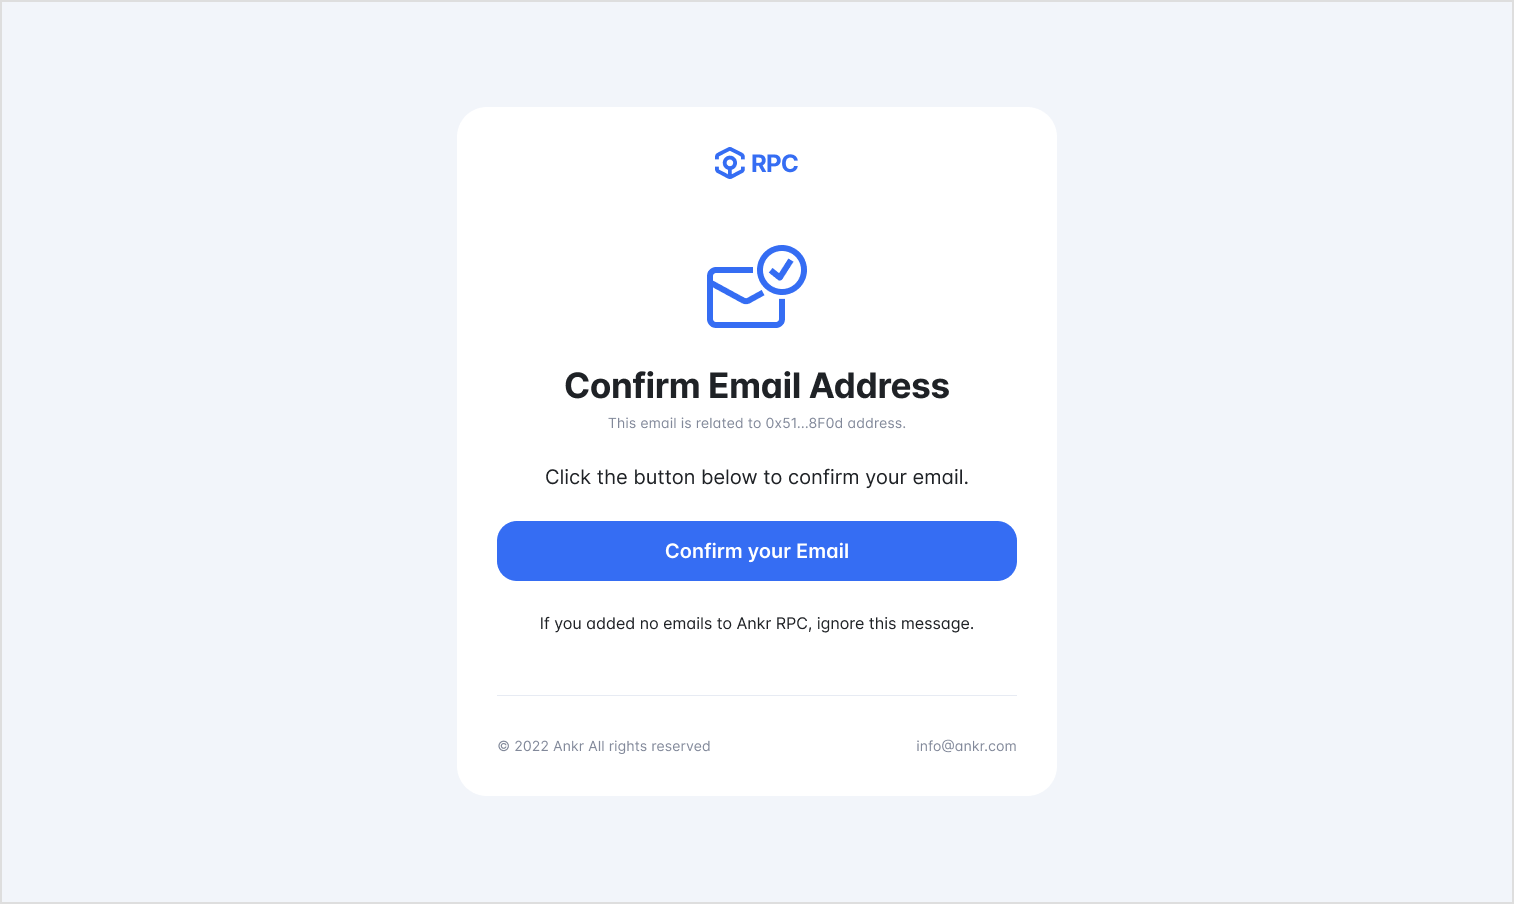 RPC
Confirm Email Address
This email is related to 0x51...8F0d address.
Click the button below to confirm your email.
Confirm your Email
If you added no emails to Ankr RPC, ignore this message.
© 2022 Ankr All rights reserved
info@ankr.com